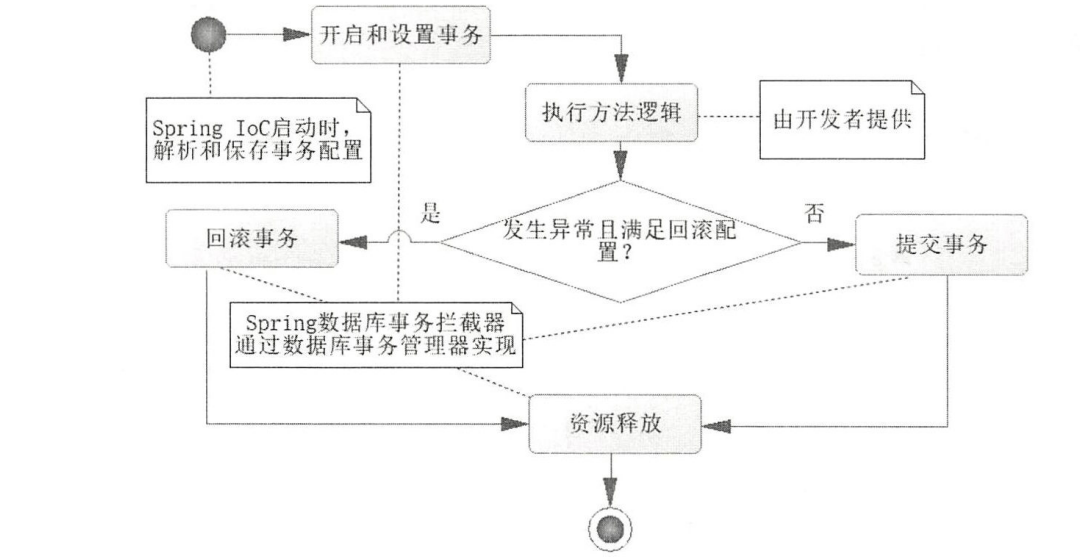 开启和设置事务
执行方法逻辑
由开发者提供
Spring IoC启动时，
解析和保存事务配置
是
发生异常且满足回滚配
置？
否
回滚事务
提交事务
Spring数据库事务拦截器
通过数据库事务管理器实现
资源释放